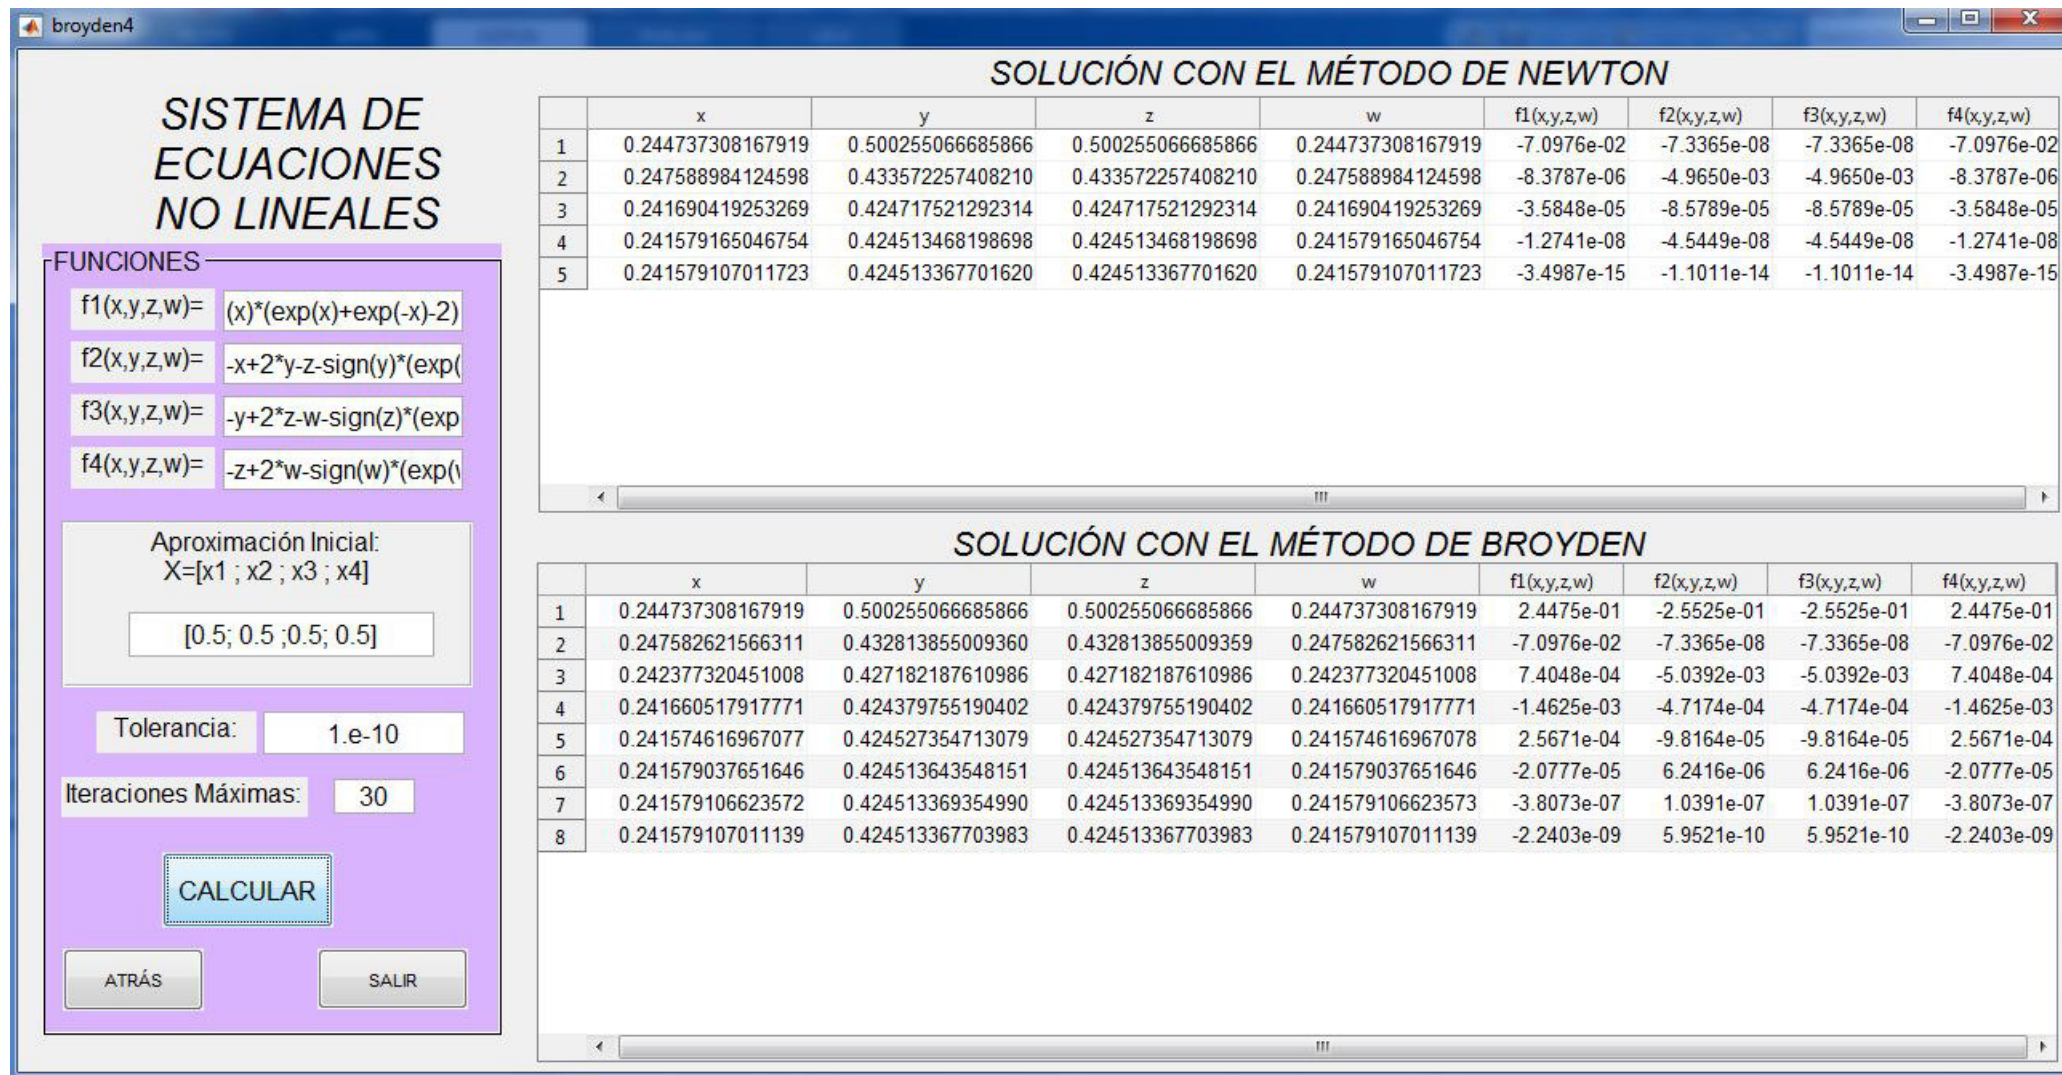 broyden4
SISTEMA DE
ECUACIONES
NO LINEALES
FUNCIONES
f1(x,y,z,w)= (x)*(exp(x)+exp(-x)-2)
f2(x,y,z,w)= -x+2*y-z-sign(y)*(exp(
f3(x,y,z,w)= -y+2*z-w-sign(z)*(exp
f4(x,y,z,w)= -z+2*w-sign(w)*(exp(
Aproximación Inicial:
X=[x1 ; x2 ; x3 ; x4]
[0.5; 0.5 ;0.5; 0.5]
Tolerancia: 1.e-10
Iteraciones Máximas: 30
CALCULAR
ATRÁS SALIR
SOLUCIÓN CON EL MÉTODO DE NEWTON
x y z w f1(x,y,z,w) f2(x,y,z,w) f3(x,y,z,w) f4(x,y,z,w)
1 0.244737308167919 0.500255066685866 0.500255066685866 0.244737308167919 -7.0976e-02 -7.3365e-08 -7.3365e-08 -7.0976e-02
2 0.247588984124598 0.433572257408210 0.433572257408210 0.247588984124598 -8.3787e-06 -4.9650e-03 -4.9650e-03 -8.3787e-06
3 0.241690419253269 0.424717521292314 0.424717521292314 0.241690419253269 -3.5848e-05 -8.5789e-05 -8.5789e-05 -3.5848e-05
4 0.241579165046754 0.424513468198698 0.424513468198698 0.241579165046754 -1.2741e-08 -4.5449e-08 -4.5449e-08 -1.2741e-08
5 0.241579107011723 0.424513367701620 0.424513367701620 0.241579107011723 -3.4987e-15 -1.1011e-14 -1.1011e-14 -3.4987e-15
SOLUCIÓN CON EL MÉTODO DE BROYDEN
x y z w f1(x,y,z,w) f2(x,y,z,w) f3(x,y,z,w) f4(x,y,z,w)
1 0.244737308167919 0.500255066685866 0.500255066685866 0.244737308167919 2.4475e-01 -2.5525e-01 -2.5525e-01 2.4475e-01
2 0.247582621566311 0.432813855009360 0.432813855009359 0.247582621566311 -7.0976e-02 -7.3365e-08 -7.3365e-08 -7.0976e-02
3 0.242377320451008 0.427182187610986 0.427182187610986 0.242377320451008 7.4048e-04 -5.0392e-03 -5.0392e-03 7.4048e-04
4 0.241660517917771 0.424379755190402 0.424379755190402 0.241660517917771 -1.4625e-03 -4.7174e-04 -4.7174e-04 -1.4625e-03
5 0.241574616967077 0.424527354713079 0.424527354713079 0.241574616967078 2.5671e-04 -9.8164e-05 -9.8164e-05 2.5671e-04
6 0.241579037651646 0.424513643548151 0.424513643548151 0.241579037651646 -2.0777e-05 6.2416e-06 6.2416e-06 -2.0777e-05
7 0.241579106623572 0.424513369354990 0.424513369354990 0.241579106623573 -3.8073e-07 1.0391e-07 1.0391e-07 -3.8073e-07
8 0.241579107011139 0.424513367703983 0.424513367703983 0.241579107011139 -2.2403e-09 5.9521e-10 5.9521e-10 -2.2403e-09